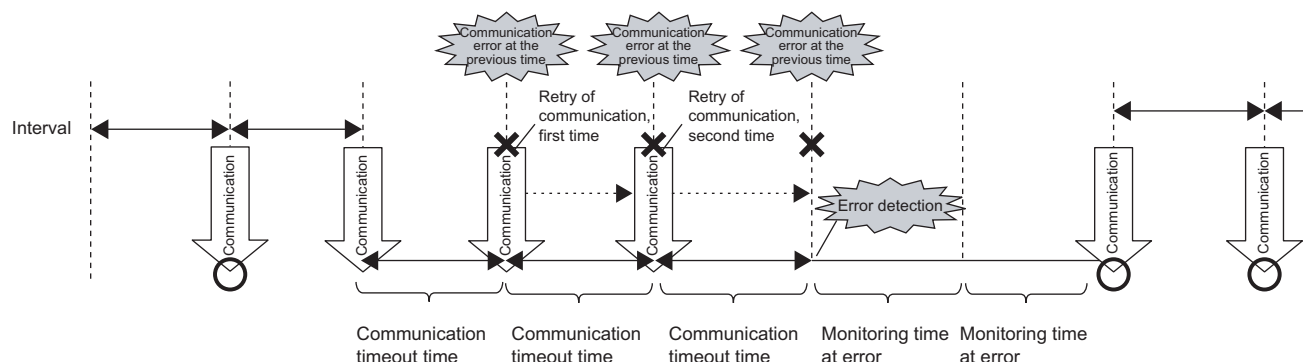 Communication
error at the
previous time
Communication
error at the
previous time
Communication
error at the
previous time
Retry of
communication,
first time
Retry of
communication,
second time
Interval
Communication
Communication
Communication
Communication
Communication
Communication
Error detection
Communication
timeout time
Communication
timeout time
Communication
timeout time
Monitoring time
at error
Monitoring time
at error